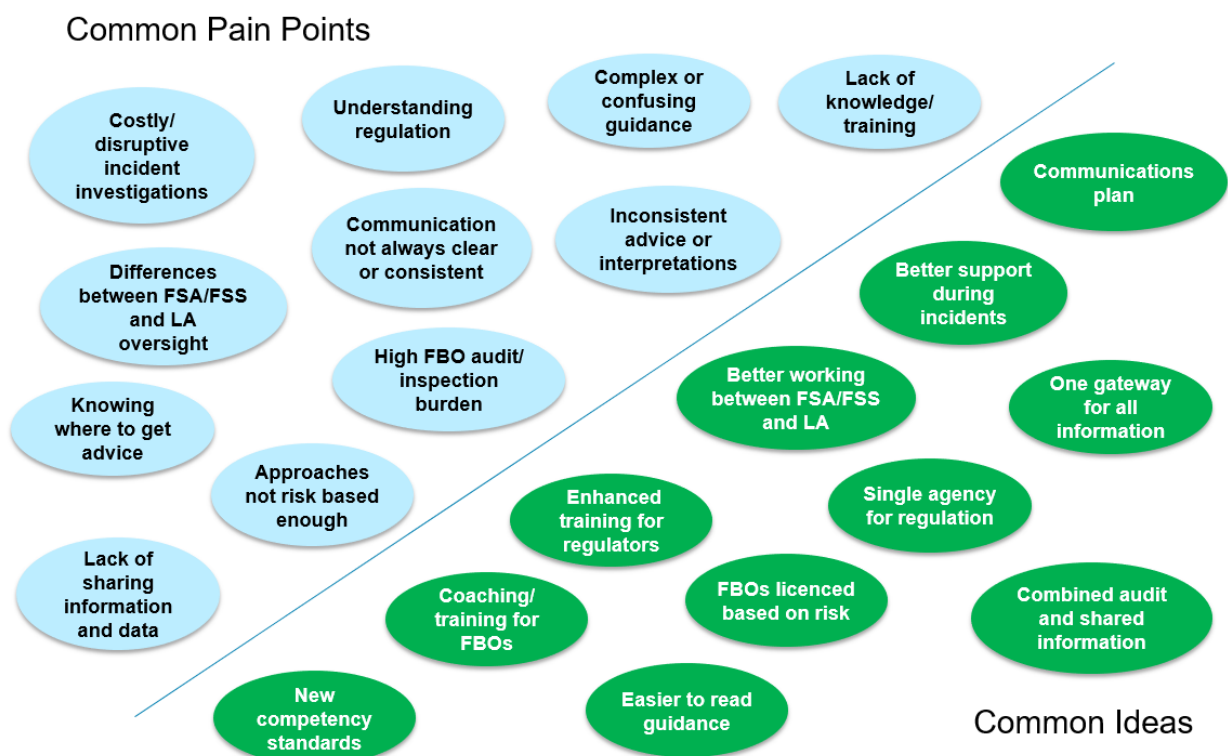 Common Pain Points
Costly/
disruptive
incident
investigations
Understanding
regulation
Complex or
confusing
guidance
Lack of
knowledge/
training
Communication
not always clear
or consistent
Inconsistent
advice or
interpretations
Differences
between FSA/FSS
and LA
oversight
High FBO audit/
inspection
burden
Knowing
where to get
advice
Approaches
not risk based
enough
Lack of
sharing
information
and data
Communications
plan
Better support
during
incidents
Better working
between FSA/FSS
and LA
One gateway
for all
information
Enhanced
training for
regulators
Single agency
for regulation
Coaching/
training for
FBOs
FBOs licenced
based on risk
Combined audit
and shared
information
New
competency
standards
Easier to read
guidance
Common Ideas